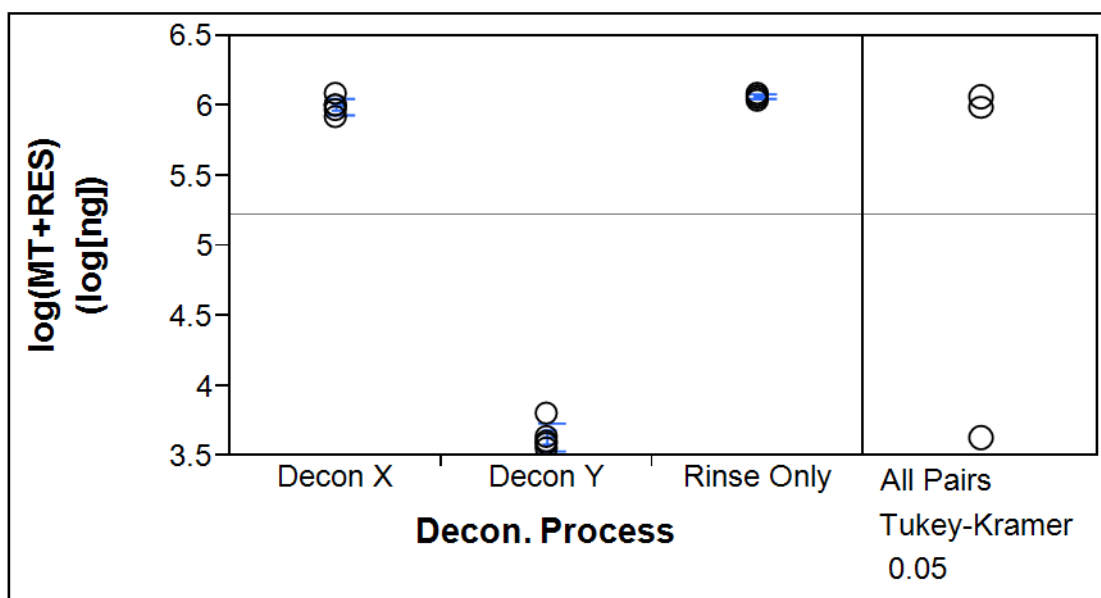 log(MT+RES)
(log[ng])
6.5
6
5.5
5
4.5
4
3.5
Decon X
Decon Y
Rinse Only
All Pairs
Tukey-Kramer
0.05
Decon. Process